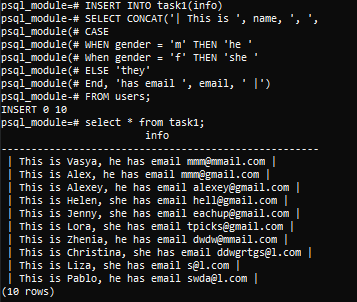 psql_module=# INSERT INTO task1(info)
psql_module-# SELECT CONCAT('| This is ', name, ', ',
psql_module(# CASE
psql_module(# WHEN gender = 'm' THEN 'he '
psql_module(# When gender = 'f' THEN 'she '
psql_module(# ELSE 'they'
psql_module(# End, 'has email ', email, ' |')
psql_module-# FROM users;
INSERT 0 10
psql_module=# select * from task1;
info
-------------------------------------------------
| This is Vasya, he has email mmm@mmail.com |
| This is Alex, he has email mmm@gmail.com |
| This is Alexey, he has email alexey@gmail.com |
| This is Helen, she has email hell@gmail.com |
| This is Jenny, she has email eachup@gmail.com |
| This is Lora, she has email tpicks@gmail.com |
| This is Zhenia, he has email dwdw@mmail.com |
| This is Christina, she has email ddwgrtgs@l.com |
| This is Liza, she has email s@l.com |
| This is Pablo, he has email swda@l.com |
(10 rows)